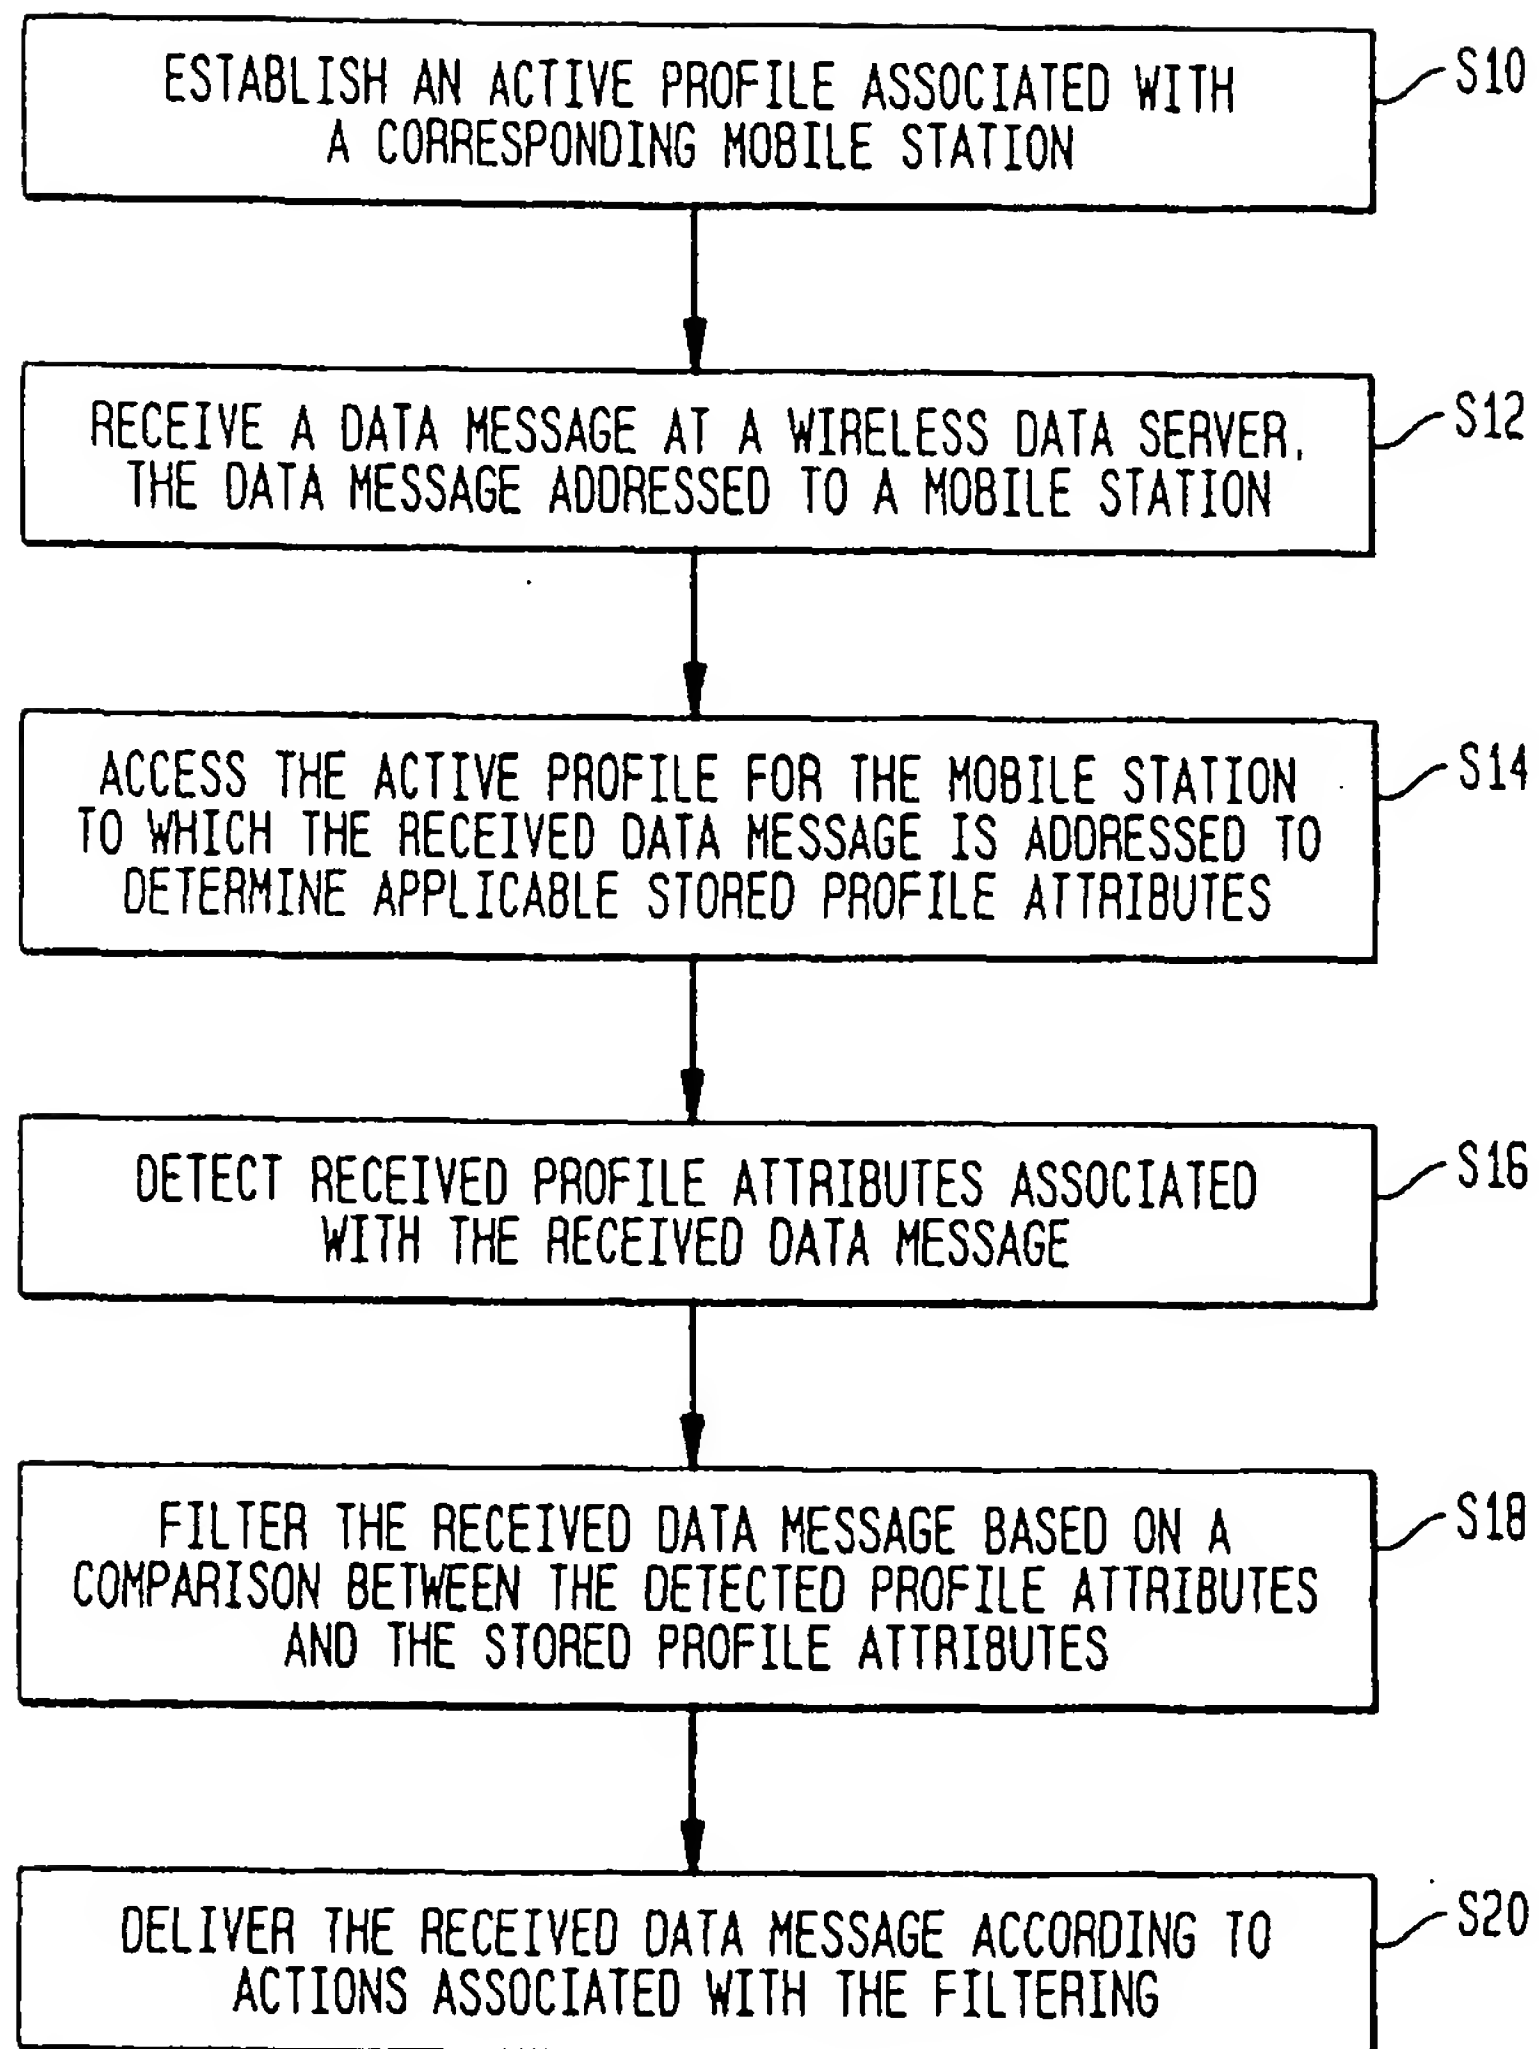 ESTABLISH AN ACTIVE PROFILE ASSOCIATED WITH
A CORRESPONDING MOBILE STATION
S10
RECEIVE A DATA MESSAGE AT A WIRELESS DATA SERVER,
THE DATA MESSAGE ADDRESSED TO A MOBILE STATION
S12
ACCESS THE ACTIVE PROFILE FOR THE MOBILE STATION
TO WHICH THE RECEIVED DATA MESSAGE IS ADDRESSED TO
DETERMINE APPLICABLE STORED PROFILE ATTRIBUTES
S14
DETECT RECEIVED PROFILE ATTRIBUTES ASSOCIATED
WITH THE RECEIVED DATA MESSAGE
S16
FILTER THE RECEIVED DATA MESSAGE BASED ON A
COMPARISON BETWEEN THE DETECTED PROFILE ATTRIBUTES
AND THE STORED PROFILE ATTRIBUTES
S18
DELIVER THE RECEIVED DATA MESSAGE ACCORDING TO
ACTIONS ASSOCIATED WITH THE FILTERING
S20